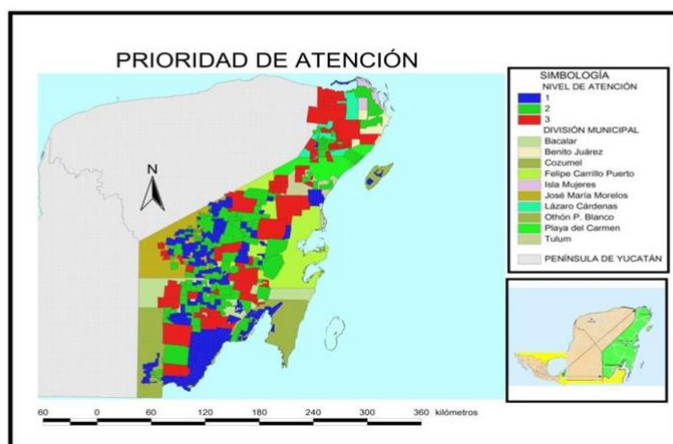 PRIORIDAD DE ATENCIÓN
N
SIMBOLOGÍA
NIVEL DE ATENCIÓN
1
2
3
DIVISIÓN MUNICIPAL
Bacalar
Benito Juárez
Cozumel
Felipe Carrillo Puerto
Isla Mujeres
José María Morelos
Lázaro Cárdenas
Othón P. Blanco
Playa del Carmen
Tulum
PENÍNSULA DE YUCATÁN
60 0 60 120 180 240 300 360 kilómetros